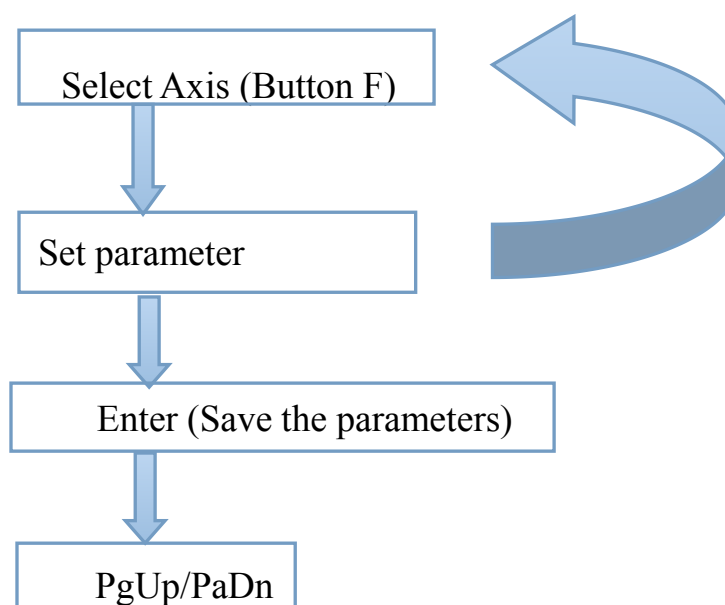 Select Axis (Button F)
Set parameter
Enter (Save the parameters)
PgUp/PaDn